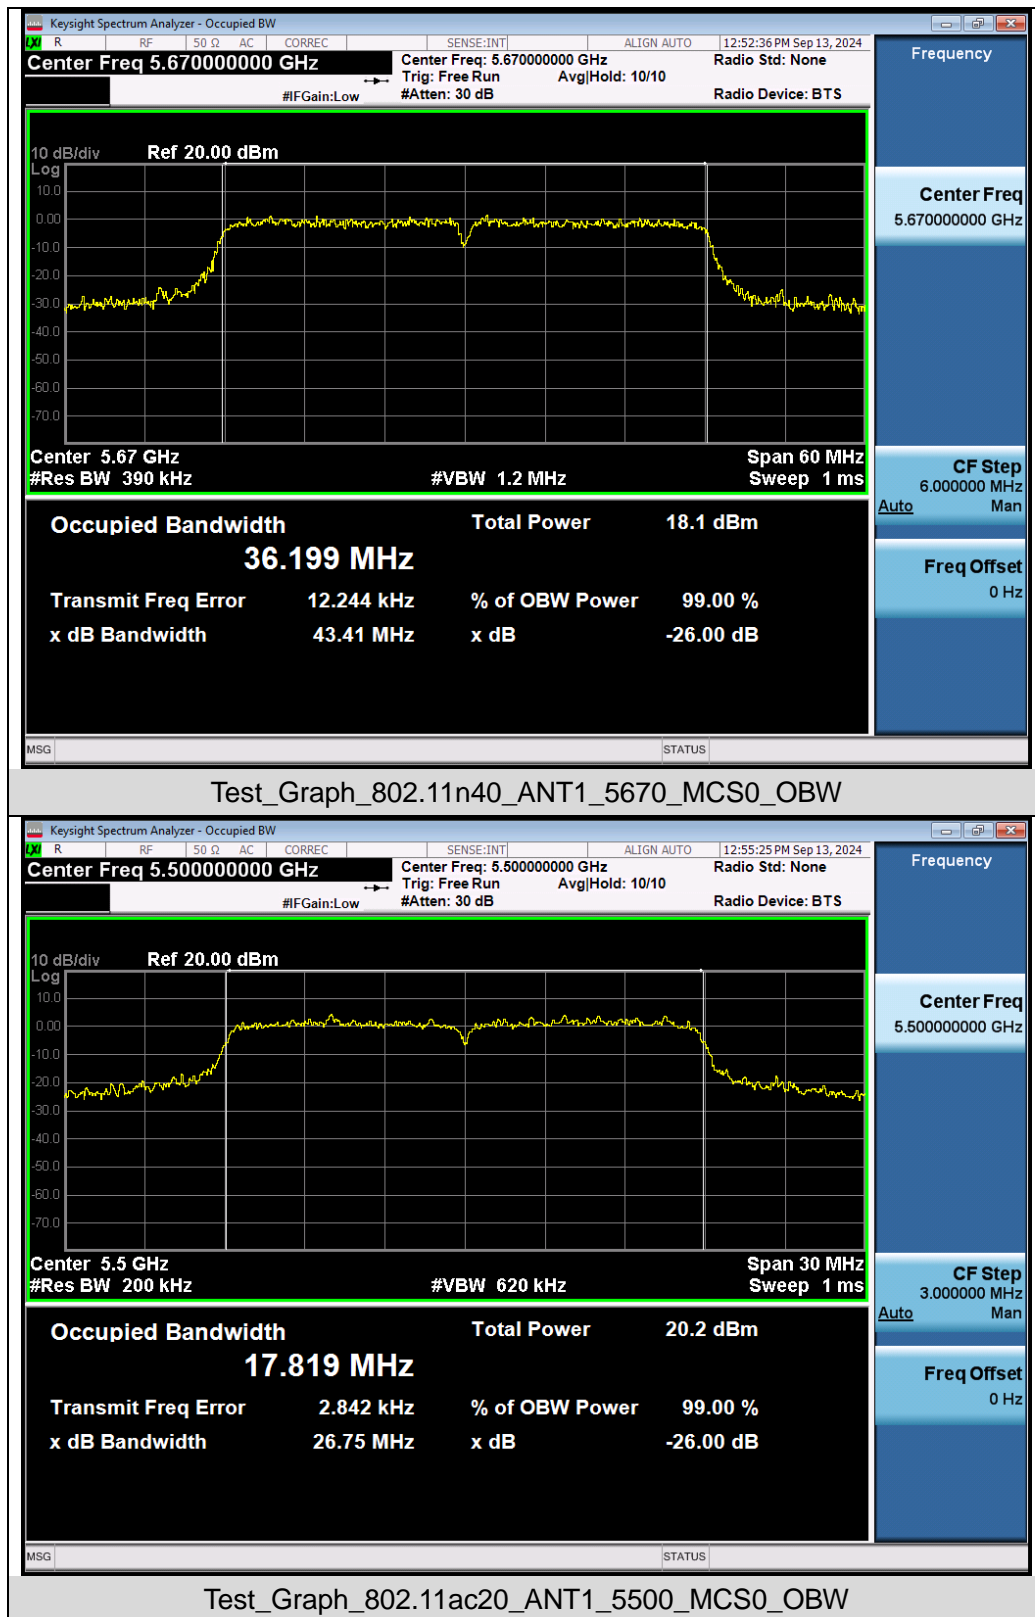 Keysight Spectrum Analyzer - Occupied BW
LXI R RF 50 Ω AC CORREC SENSE:INT ALIGN AUTO 12:52:36 PM Sep 13, 2024
Center Freq 5.670000000 GHz
Center Freq: 5.670000000 GHz Radio Std: None
Trig: Free Run Avg|Hold: 10/10
#IFGain:Low #Atten: 30 dB Radio Device: BTS
10 dB/div Ref 20.00 dBm
Log
10.0
0.00
-10.0
-20.0
-30.0
-40.0
-50.0
-60.0
-70.0
Center 5.67 GHz Span 60 MHz
#Res BW 390 kHz #VBW 1.2 MHz Sweep 1 ms
Occupied Bandwidth Total Power 18.1 dBm
36.199 MHz
Transmit Freq Error 12.244 kHz % of OBW Power 99.00 %
x dB Bandwidth 43.41 MHz x dB -26.00 dB
MSG STATUS
Frequency
Center Freq
5.670000000 GHz
CF Step
6.000000 MHz
Auto Man
Freq Offset
0 Hz
Test_Graph_802.11n40_ANT1_5670_MCS0_OBW
Keysight Spectrum Analyzer - Occupied BW
LXI R RF 50 Ω AC CORREC SENSE:INT ALIGN AUTO 12:55:25 PM Sep 13, 2024
Center Freq 5.500000000 GHz
Center Freq: 5.500000000 GHz Radio Std: None
Trig: Free Run Avg|Hold: 10/10
#IFGain:Low #Atten: 30 dB Radio Device: BTS
10 dB/div Ref 20.00 dBm
Log
10.0
0.00
-10.0
-20.0
-30.0
-40.0
-50.0
-60.0
-70.0
Center 5.5 GHz Span 30 MHz
#Res BW 200 kHz #VBW 620 kHz Sweep 1 ms
Occupied Bandwidth Total Power 20.2 dBm
17.819 MHz
Transmit Freq Error 2.842 kHz % of OBW Power 99.00 %
x dB Bandwidth 26.75 MHz x dB -26.00 dB
MSG STATUS
Frequency
Center Freq
5.500000000 GHz
CF Step
3.000000 MHz
Auto Man
Freq Offset
0 Hz
Test_Graph_802.11ac20_ANT1_5500_MCS0_OBW